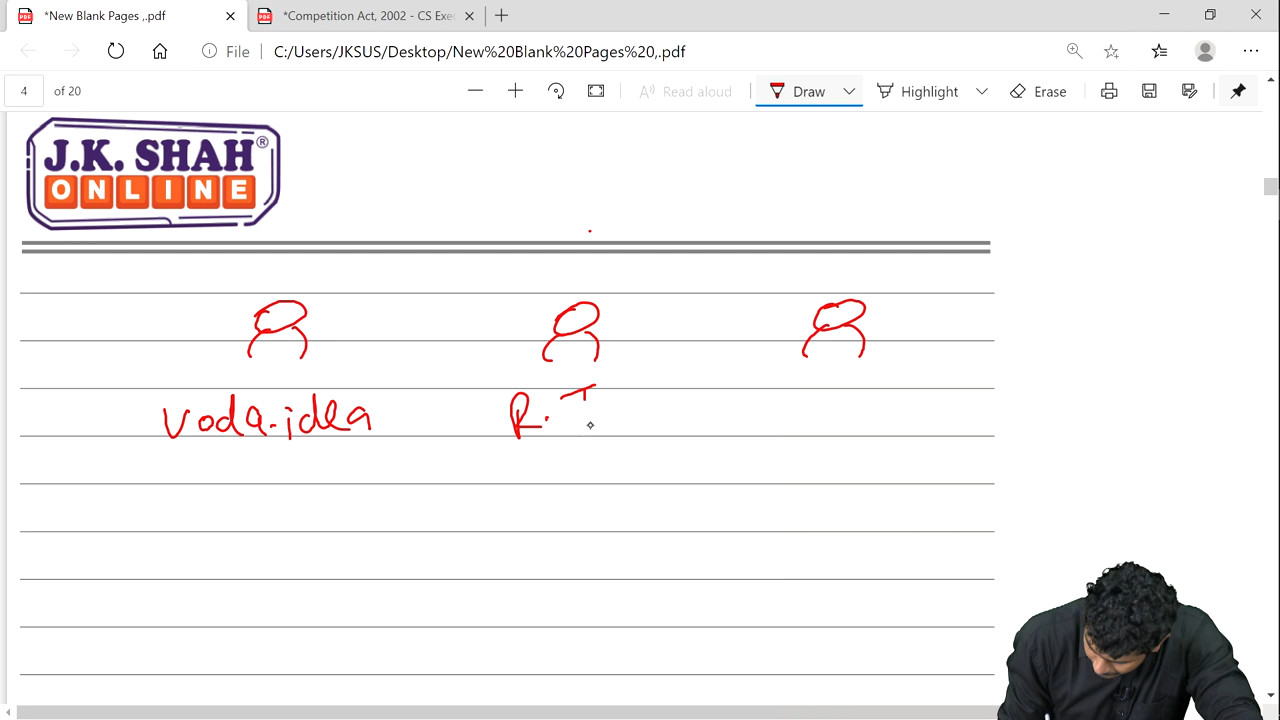 *New Blank Pages ,.pdf
*Competition Act, 2002 - CS Exec
File C:/Users/JKSUS/Desktop/New%20Blank%20Pages%20,.pdf
4 of 20 Read aloud Draw Highlight Erase
J.K. SHAH®
ONLINE
voda.idea R. J